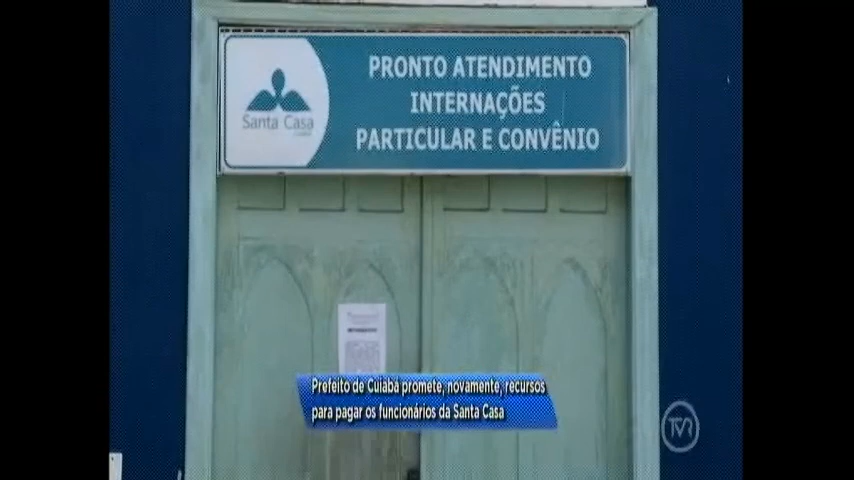 PRONTO ATENDIMENTO
INTERNAÇÕES
PARTICULAR E CONVÊNIO
Santa Casa
Prefeito de Cuiabá promete, novamente, recursos
para pagar os funcionários da Santa Casa
TVR